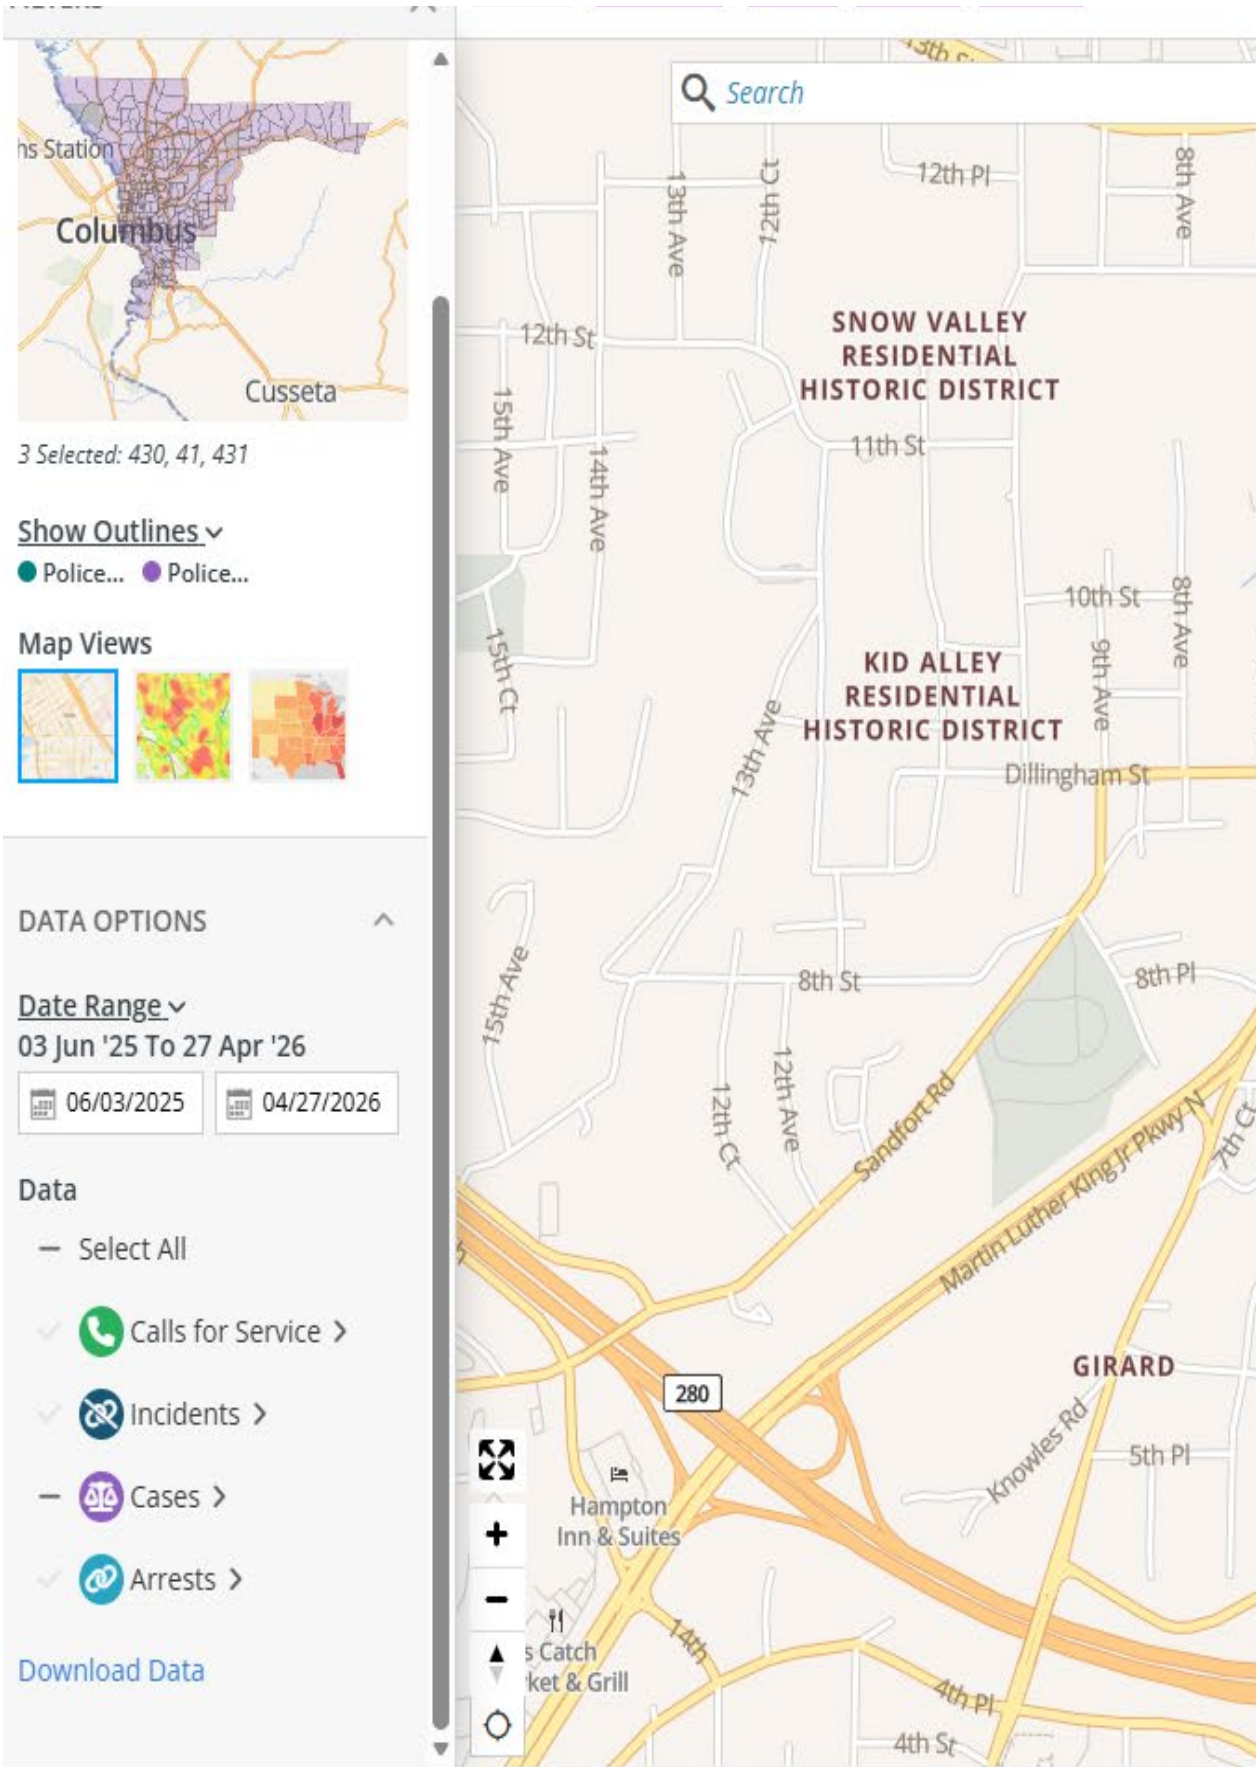 FILTERS
hs Station
Columbus
Cusseta
3 Selected: 430, 41, 431
Show Outlines
Police... Police...
Map Views
DATA OPTIONS
Date Range
03 Jun '25 To 27 Apr '26
06/03/2025 04/27/2026
Data
Select All
Calls for Service
Incidents
Cases
Arrests
Download Data
Search
12th Pl
8th Ave
13th Ave
12th Ct
SNOW VALLEY
RESIDENTIAL
HISTORIC DISTRICT
12th St
15th Ave
11th St
14th Ave
10th St
8th Ave
9th Ave
15th Ct
KID ALLEY
RESIDENTIAL
HISTORIC DISTRICT
13th Ave
Dillingham St
15th Ave
8th St
8th Pl
12th Ave
12th Ct
Sandfort Rd
Martin Luther King Jr Pkwy N
7th Ct
GIRARD
280
Knowles Rd
5th Pl
Hampton
Inn & Suites
s Catch
ket & Grill
14th
4th Pl
4th St